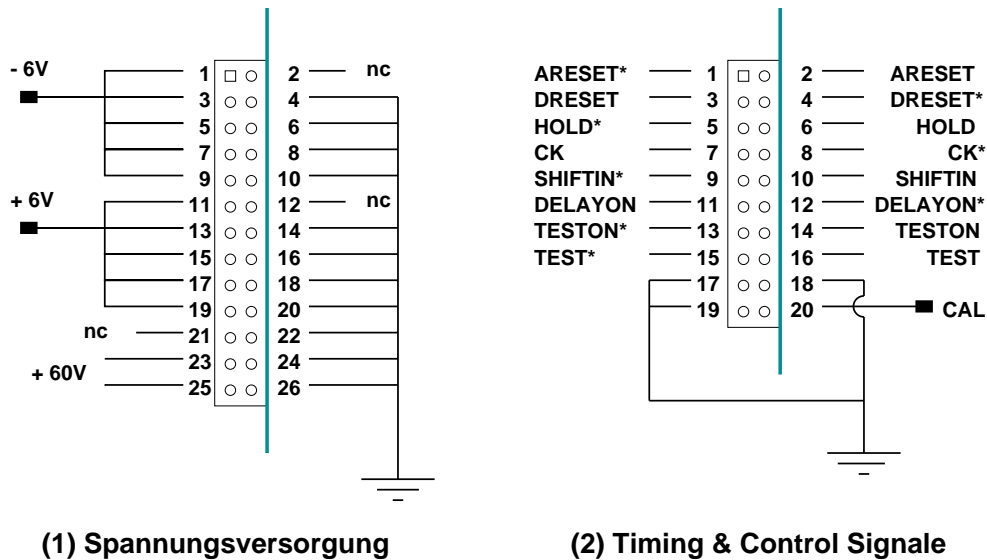 - 6V
1 2 nc
3 4
5 6
7 8
9 10
+ 6V
11 12 nc
13 14
15 16
17 18
19 20
nc 21 22
23 24
+ 60V
25 26
(1) Spannungsversorgung
ARESET* 1 2 ARESET
DRESET 3 4 DRESET*
HOLD* 5 6 HOLD
CK 7 8 CK*
SHIFTIN* 9 10 SHIFTIN
DELAYON 11 12 DELAYON*
TESTON* 13 14 TESTON
TEST* 15 16 TEST
17 18
19 20 CAL
(2) Timing & Control Signale